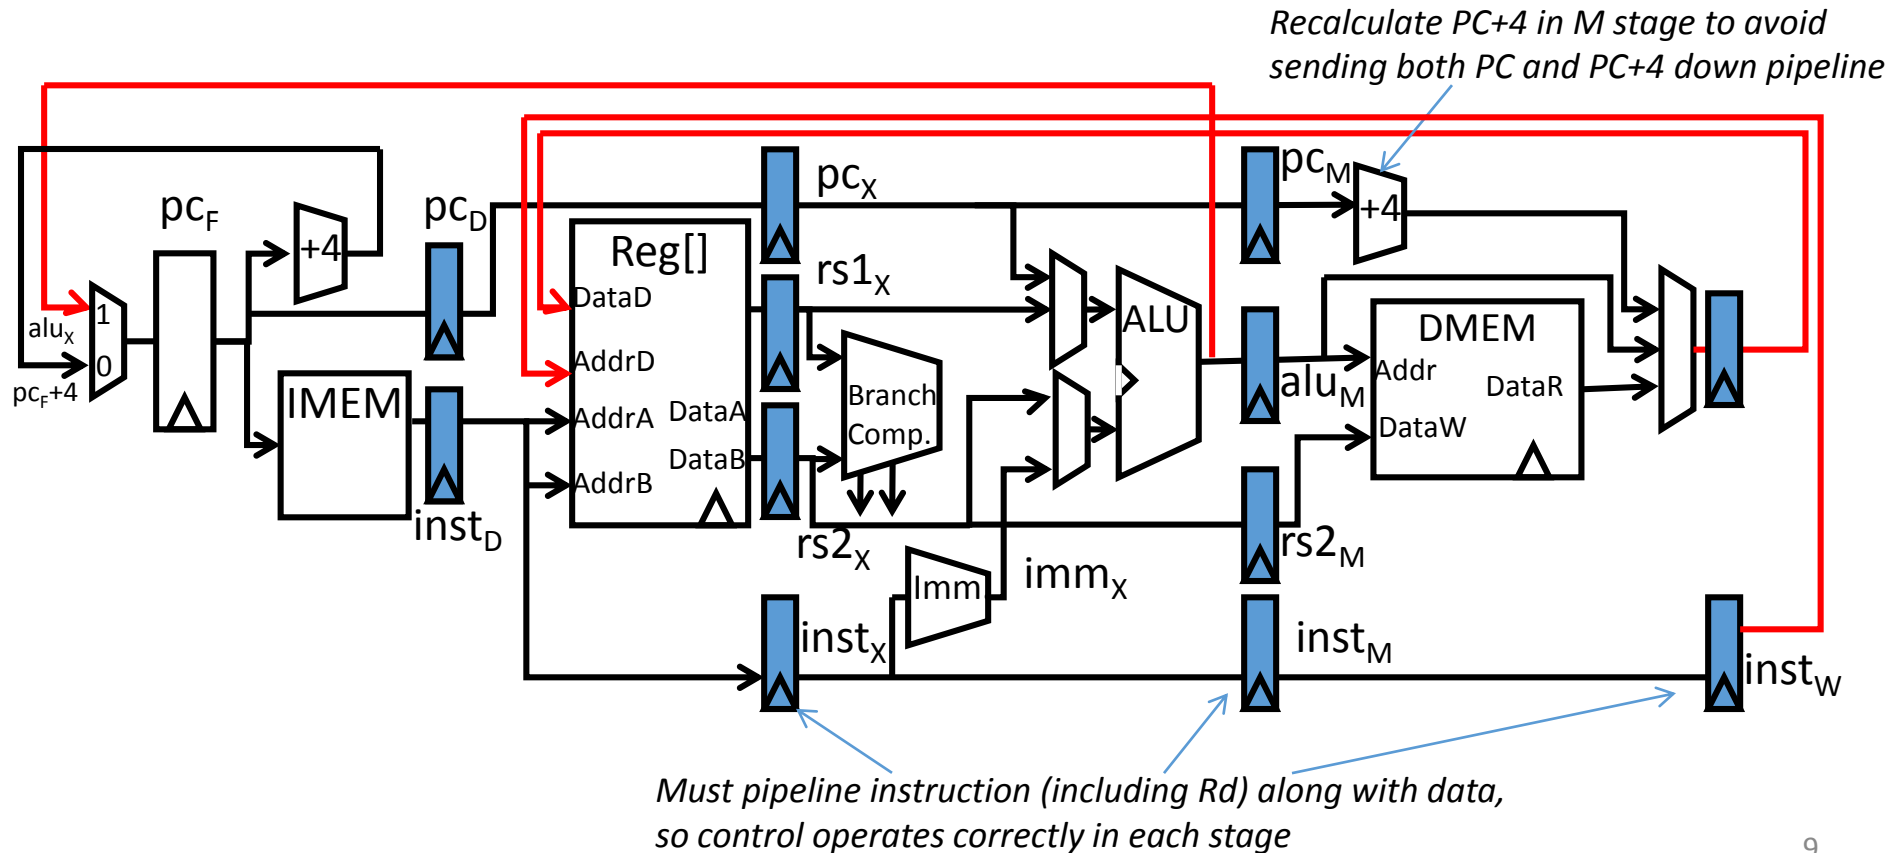 Recalculate PC+4 in M stage to avoid
sending both PC and PC+4 down pipeline
pcF
+4
pcD
Reg[]
DataD
AddrD
AddrA
AddrB
DataA
DataB
pcX
rs1X
Branch
Comp.
ALU
pcM
+4
1
0
aluX
pcF+4
IMEM
instD
rs2X
Imm
immX
aluM
DMEM
Addr
DataR
DataW
rs2M
instX
instM
instW
Must pipeline instruction (including Rd) along with data,
so control operates correctly in each stage
9